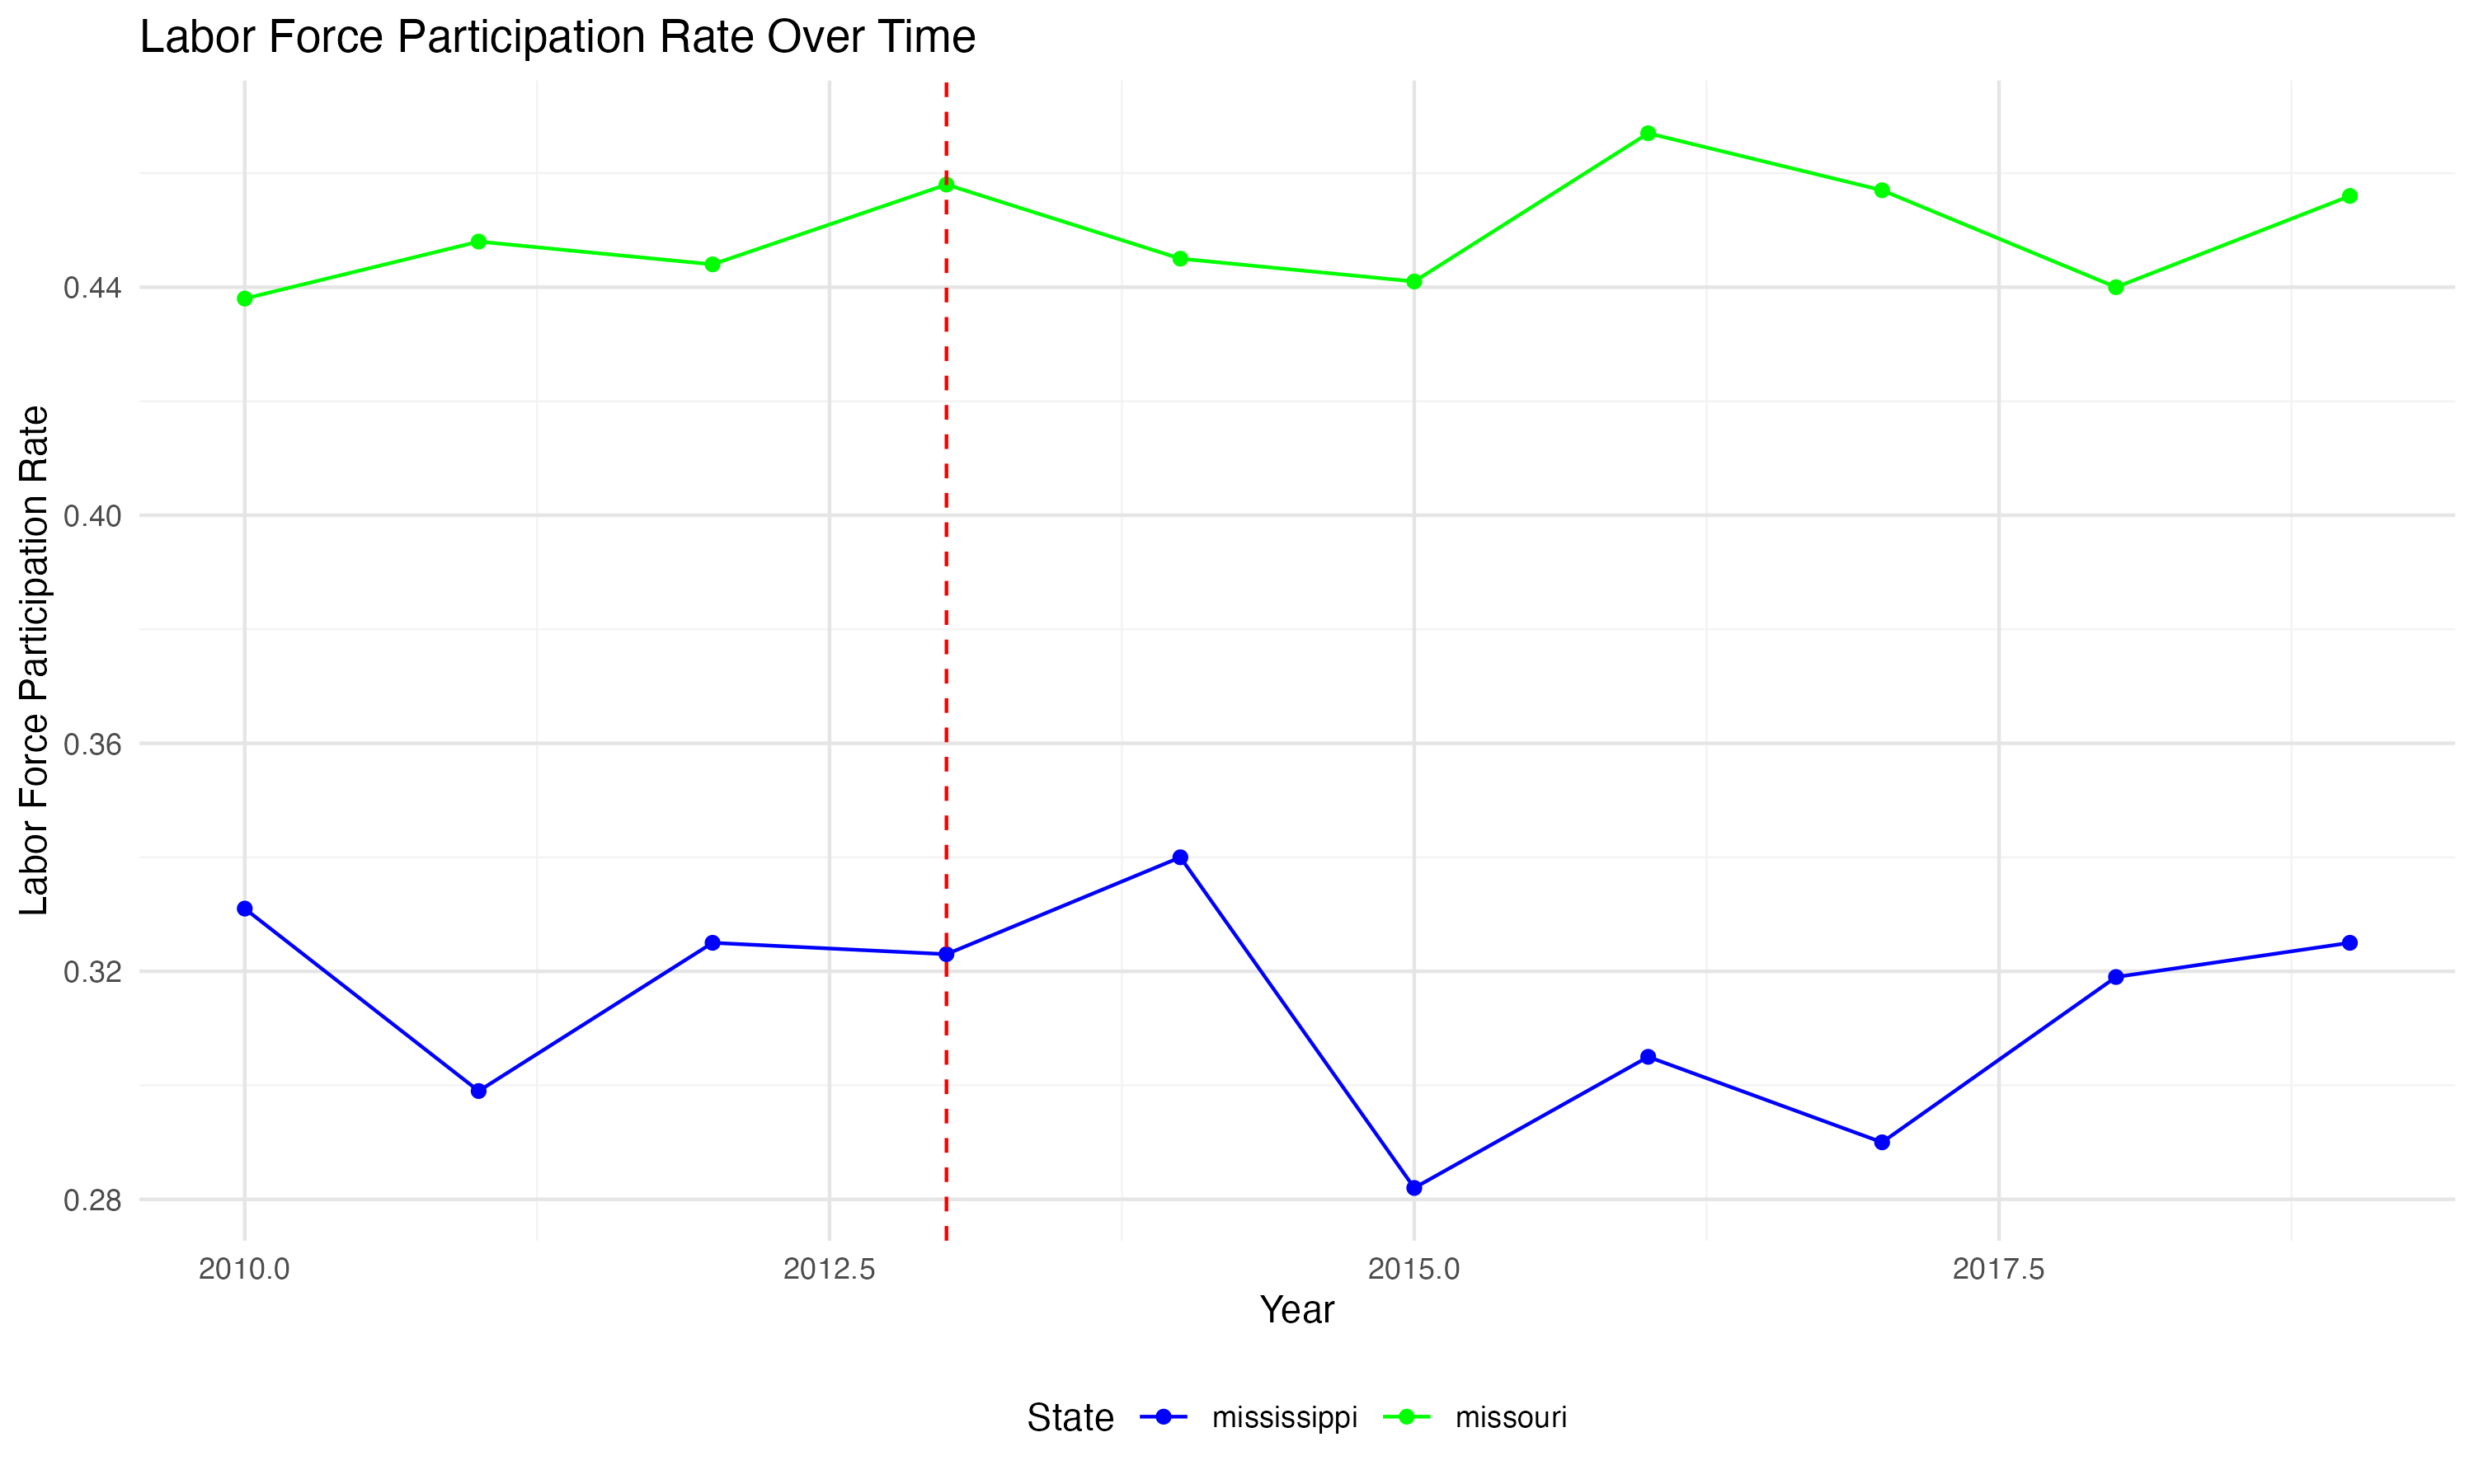 Labor Force Participation Rate Over Time
Labor Force Participation Rate
0.44
0.40
0.36
0.32
0.28
2010.0 2012.5 2015.0 2017.5
Year
State mississippi missouri